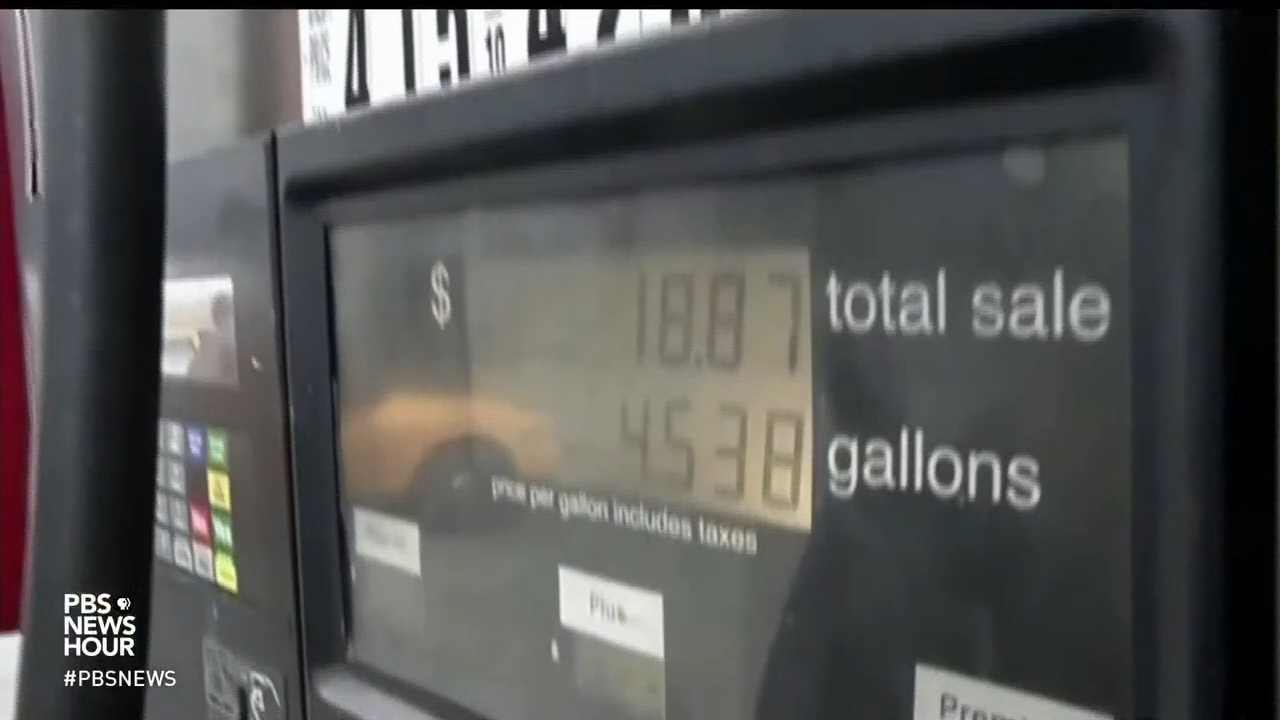 $ 18.87 total sale
4.538 gallons
price per gallon includes taxes
Plus
PBS
NEWS
HOUR
#PBSNEWS